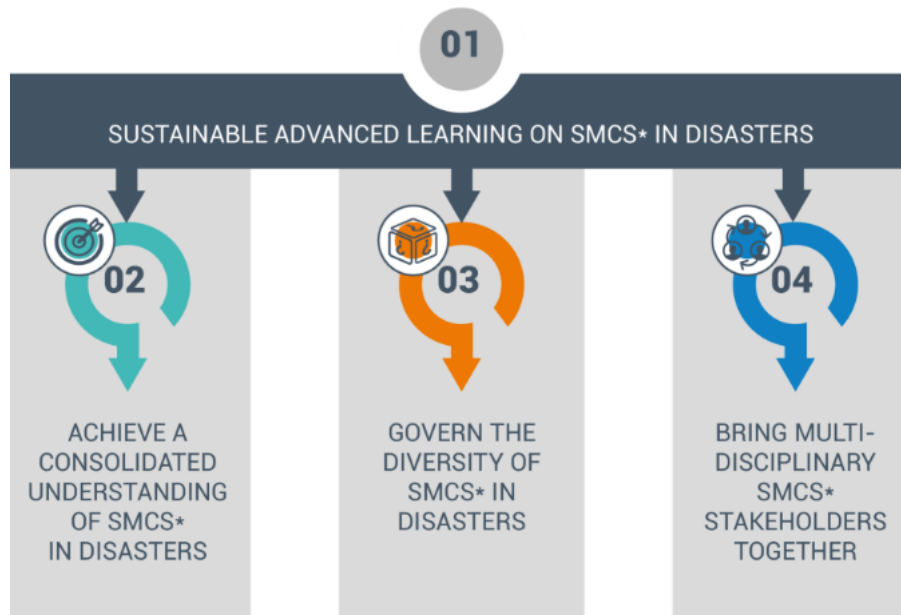 01
SUSTAINABLE ADVANCED LEARNING ON SMCS* IN DISASTERS
02
ACHIEVE A
CONSOLIDATED
UNDERSTANDING
OF SMCS*
IN DISASTERS
03
GOVERN THE
DIVERSITY OF
SMCS* IN
DISASTERS
04
BRING MULTI-
DISCIPLINARY
SMCS*
STAKEHOLDERS
TOGETHER